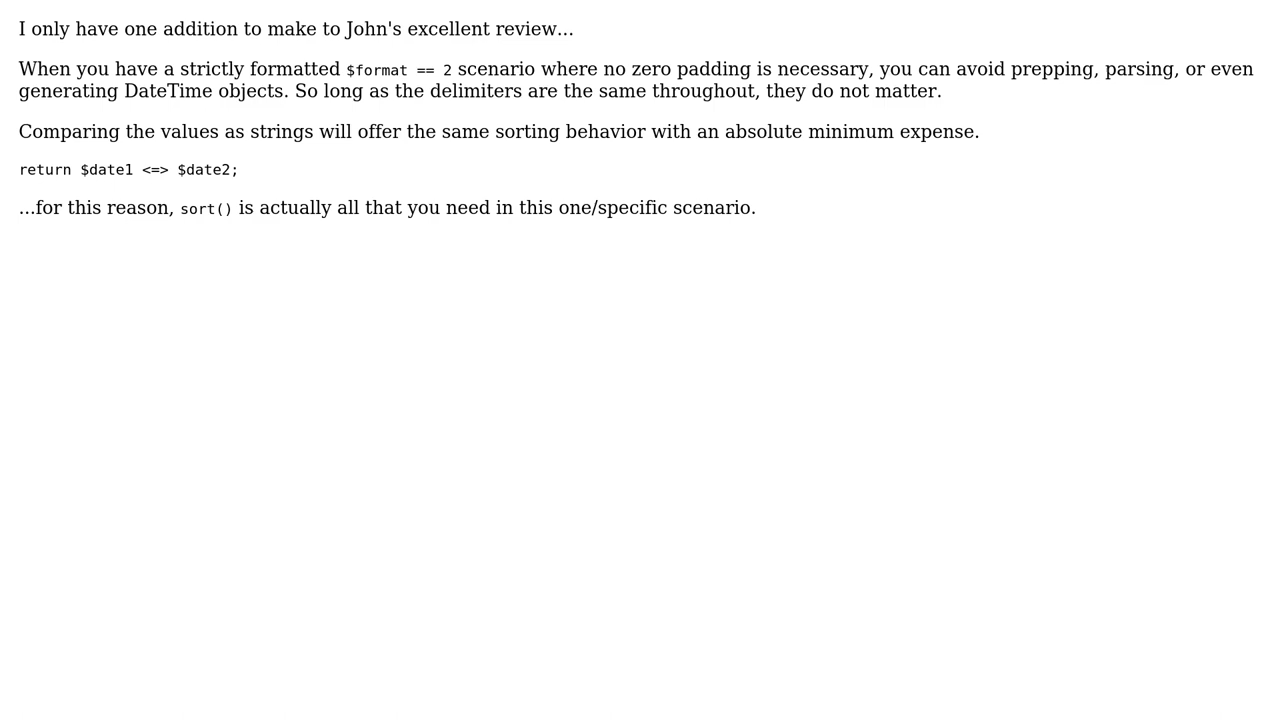 I only have one addition to make to John's excellent review...
When you have a strictly formatted $format == 2 scenario where no zero padding is necessary, you can avoid prepping, parsing, or even
generating DateTime objects. So long as the delimiters are the same throughout, they do not matter.
Comparing the values as strings will offer the same sorting behavior with an absolute minimum expense.
return $date1 <=> $date2;
...for this reason, sort() is actually all that you need in this one/specific scenario.